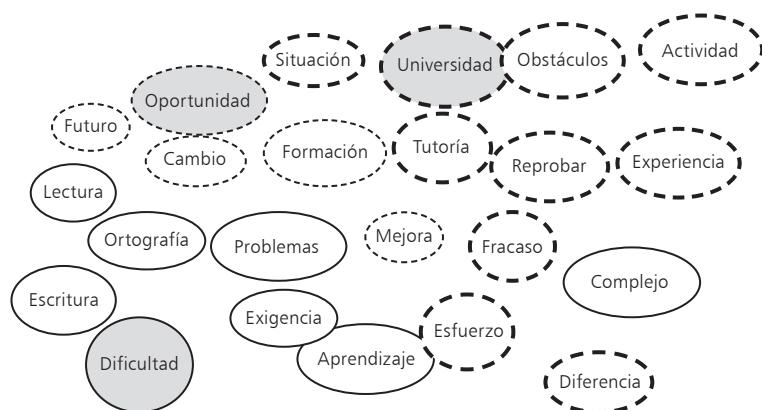 Situación
Universidad
Obstáculos
Actividad
Oportunidad
Futuro
Cambio
Formación
Tutoría
Reprobar
Experiencia
Lectura
Ortografía
Problemas
Mejora
Fracaso
Complejo
Escritura
Exigencia
Esfuerzo
Aprendizaje
Dificultad
Diferencia